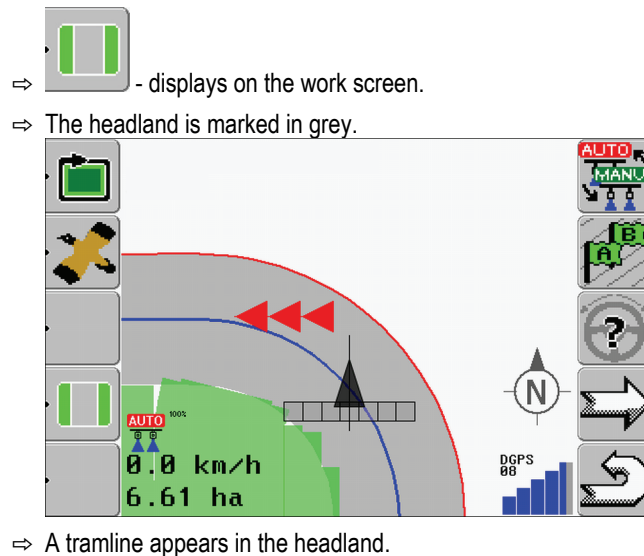 ⇨ - displays on the work screen.
⇨ The headland is marked in grey.
AUTO
MANU
A B
?
N
AUTO 100%
0.0 km/h
6.61 ha
DGPS
08
⇨ A tramline appears in the headland.